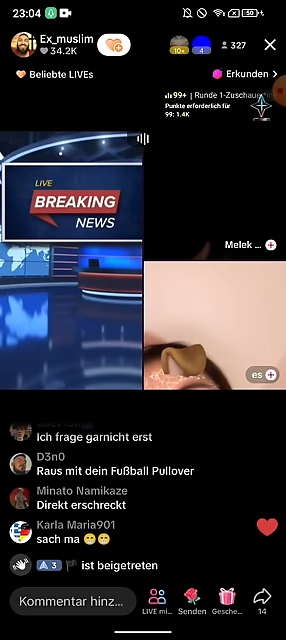 23:04
50
Ex_muslim
34.2K
10+
4
327
Beliebte LIVEs
Erkunden
99+ | Runde 1-Zuschauer
Punkte erforderlich für
99: 1.4K
LIVE
BREAKING
NEWS
Melek ...
es
Ich frage garnicht erst
D3n0
Raus mit dein Fußball Pullover
Minato Namikaze
Direkt erschreckt
Karla Maria901
sach ma 😁😁
A 3 🏴 ist beigetreten
Kommentar hinz...
LIVE mi...
Senden
Gesche...
14